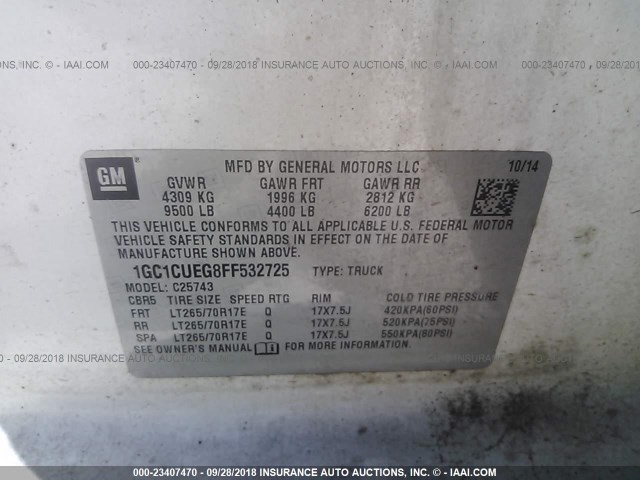 000-23407470 - 09/28/2018 INSURANCE AUTO AUCTIONS, INC. - © IAAI.COM
GM
MFD BY GENERAL MOTORS LLC 10/14
GVWR GAWR FRT GAWR RR
4309 KG 1996 KG 2812 KG
9500 LB 4400 LB 6200 LB
THIS VEHICLE CONFORMS TO ALL APPLICABLE U.S. FEDERAL MOTOR
VEHICLE SAFETY STANDARDS IN EFFECT ON THE DATE OF
MANUFACTURE SHOWN ABOVE.
1GC1CUEG8FF532725 TYPE: TRUCK
MODEL: C25743
CBR5 TIRE SIZE SPEED RTG RIM COLD TIRE PRESSURE
FRT LT265/70R17E Q 17X7.5J 420KPA(60PSI)
RR LT265/70R17E Q 17X7.5J 520KPA(75PSI)
SPA LT265/70R17E Q 17X7.5J 550KPA(80PSI)
SEE OWNER'S MANUAL FOR MORE INFORMATION.
000-23407470 - 09/28/2018 INSURANCE AUTO AUCTIONS, INC. - © IAAI.COM
000-23407470 - 09/28/2018 INSURANCE AUTO AUCTIONS, INC. - © IAAI.COM